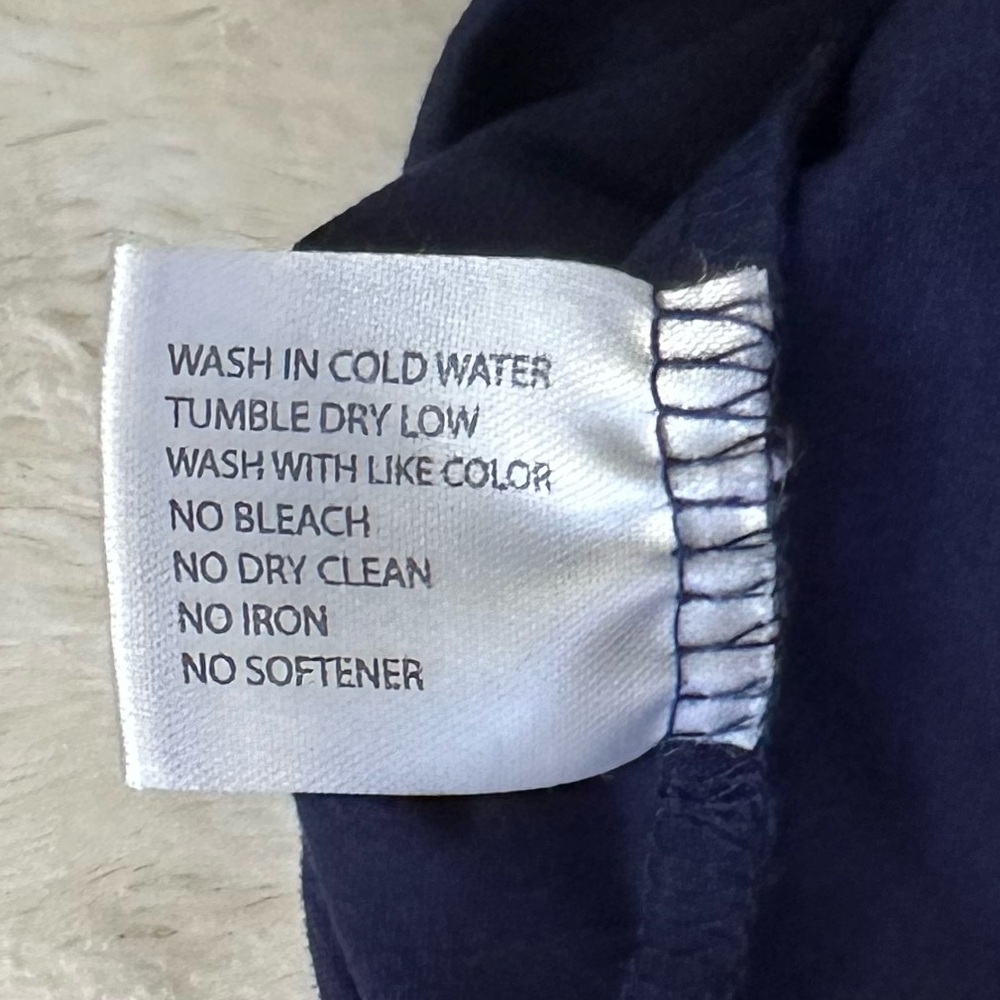 WASH IN COLD WATER
TUMBLE DRY LOW
WASH WITH LIKE COLOR
NO BLEACH
NO DRY CLEAN
NO IRON
NO SOFTENER